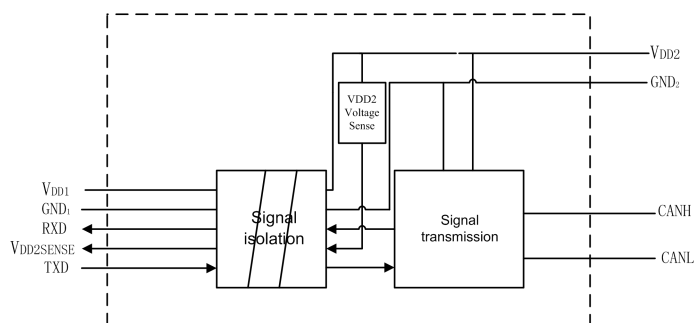 VDD2
GND2
VDD2
Voltage
Sense
VDD1
GND1
RXD
VDD2SENSE
TXD
Signal
isolation
Signal
transmission
CANH
CANL